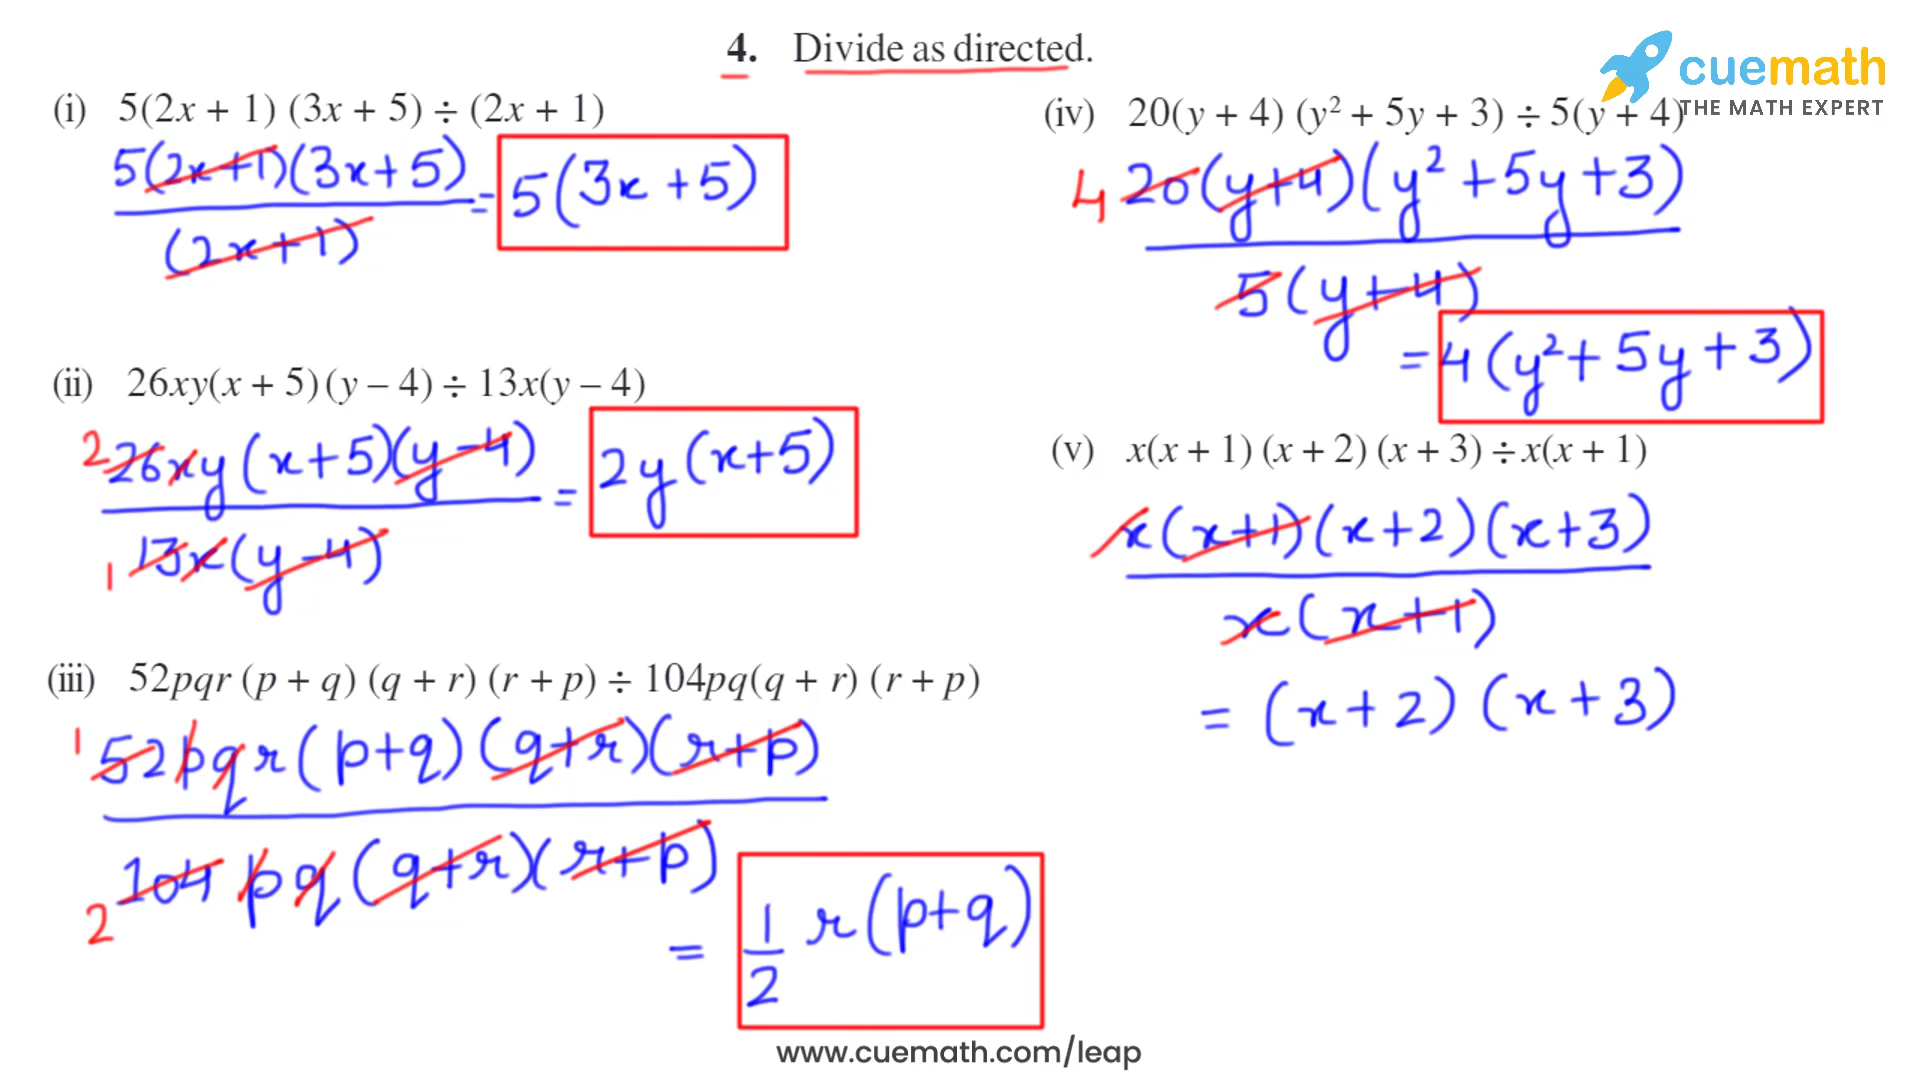 4. Divide as directed.
cuemath
THE MATH EXPERT
(i) 5(2x + 1) (3x + 5) ÷ (2x + 1)
5(2x+1)(3x+5)
(2x+1)
= 5(3x+5)
(ii) 26xy(x + 5) (y – 4) ÷ 13x(y – 4)
2 26xy(x+5)(y-4)
1 13x(y-4)
= 2y(x+5)
(iii) 52pqr (p + q) (q + r) (r + p) ÷ 104pq(q + r) (r + p)
1 52pqr(p+q)(q+r)(r+p)
2 104pq(q+r)(r+p)
= 1/2 r(p+q)
(iv) 20(y + 4) (y² + 5y + 3) ÷ 5(y + 4)
4 20(y+4)(y²+5y+3)
5(y+4)
= 4(y²+5y+3)
(v) x(x + 1) (x + 2) (x + 3) ÷ x(x + 1)
x(x+1)(x+2)(x+3)
x(x+1)
= (x+2)(x+3)
www.cuemath.com/leap